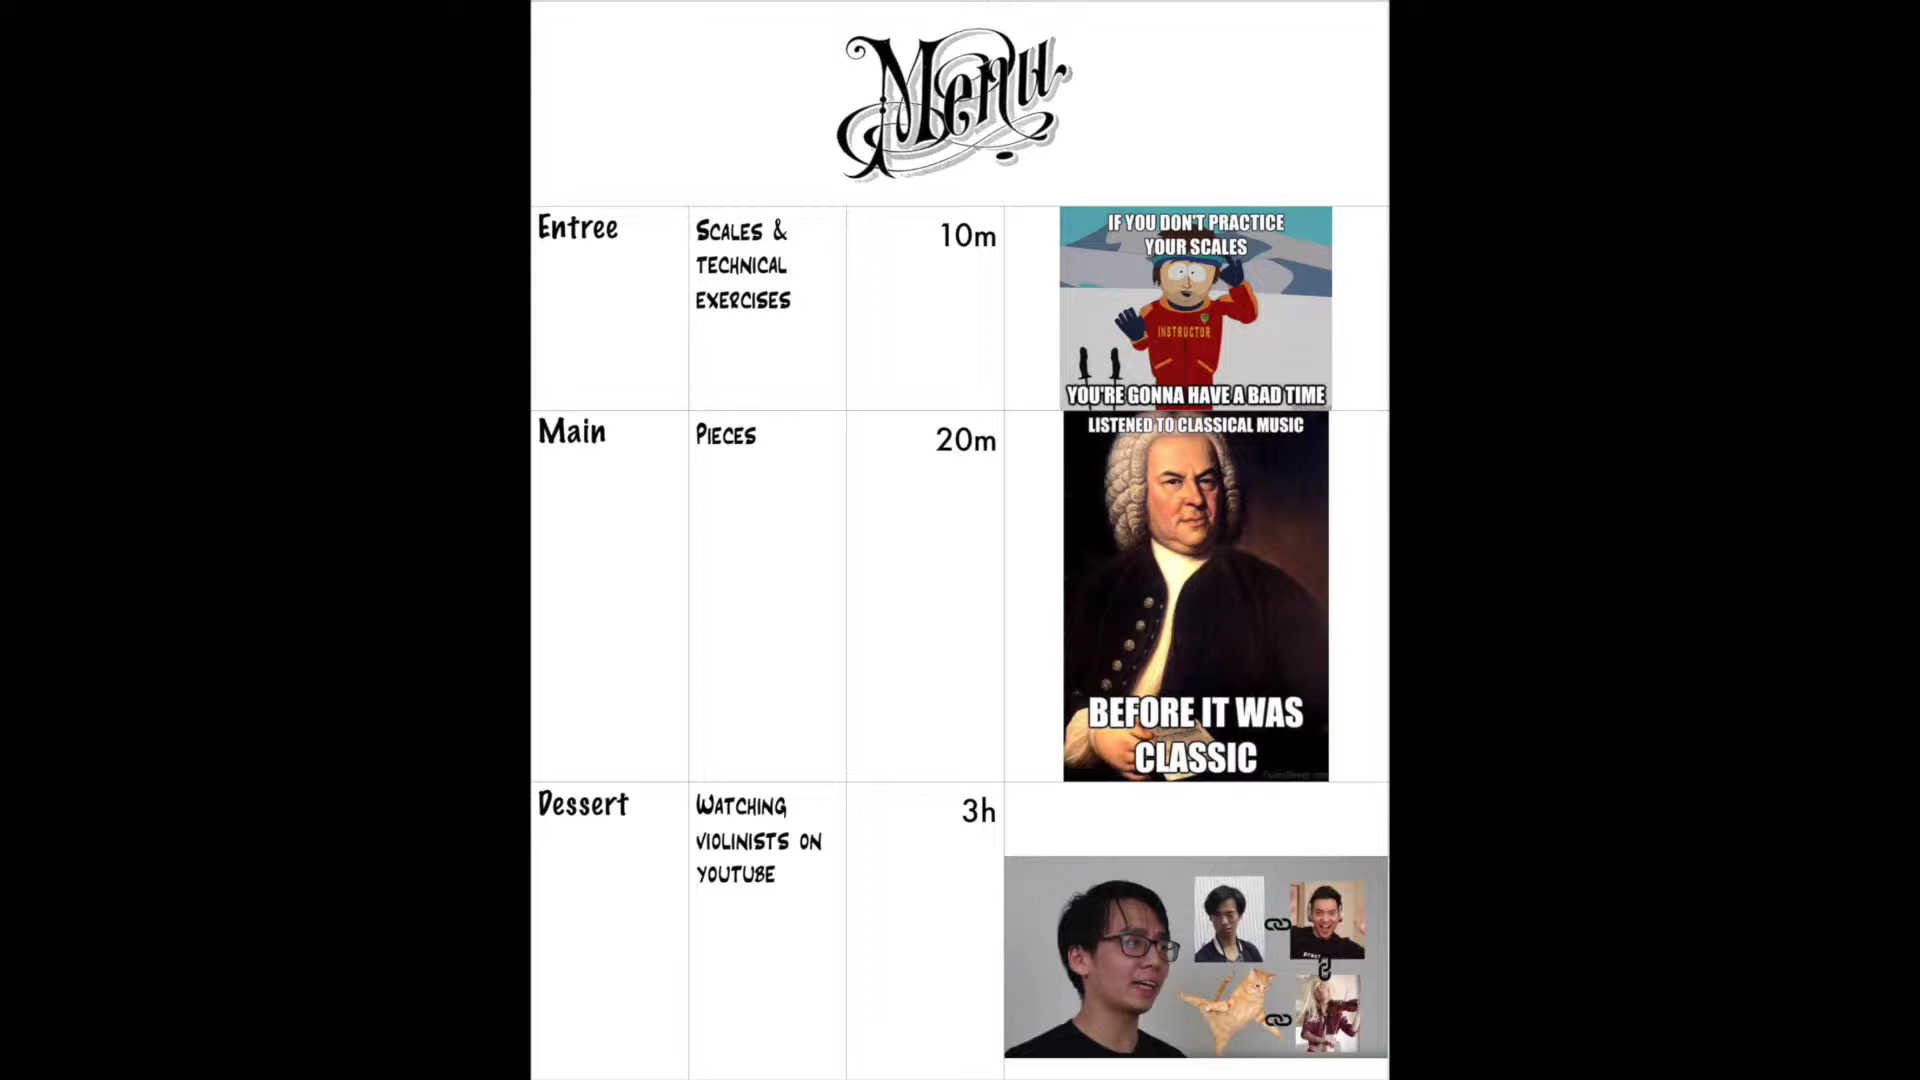 Menu
Entree
Scales &
technical
exercises
10m
IF YOU DON'T PRACTICE
YOUR SCALES
INSTRUCTOR
YOU'RE GONNA HAVE A BAD TIME
Main
Pieces
20m
LISTENED TO CLASSICAL MUSIC
BEFORE IT WAS
CLASSIC
Dessert
Watching
violinists on
YouTube
3h